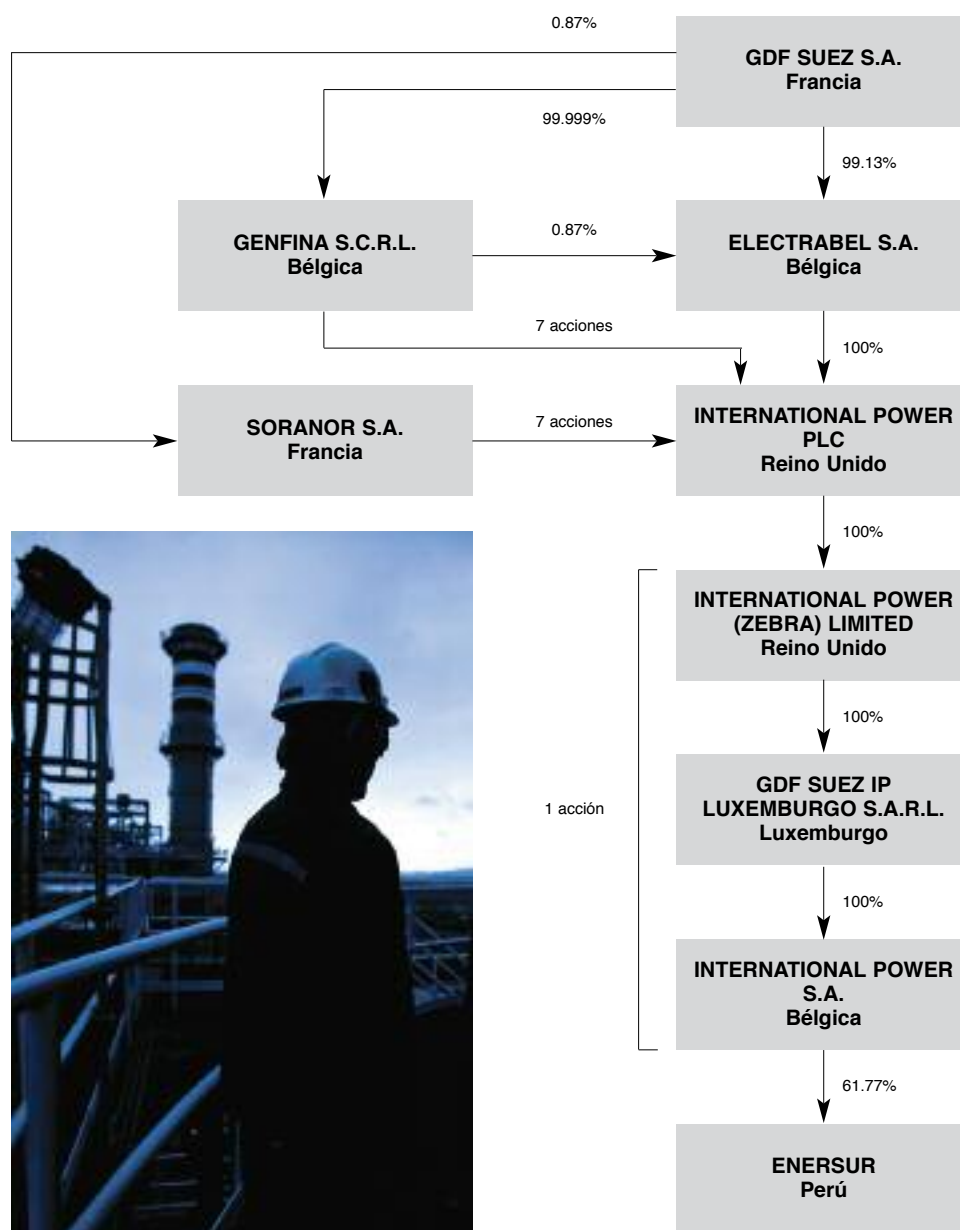 0.87%
GDF SUEZ S.A.
Francia
99.999%
99.13%
GENFINA S.C.R.L.
Bélgica
0.87%
ELECTRABEL S.A.
Bélgica
7 acciones
100%
SORANOR S.A.
Francia
7 acciones
INTERNATIONAL POWER
PLC
Reino Unido
100%
INTERNATIONAL POWER
(ZEBRA) LIMITED
Reino Unido
100%
1 acción
GDF SUEZ IP
LUXEMBURGO S.A.R.L.
Luxemburgo
100%
INTERNATIONAL POWER
S.A.
Bélgica
61.77%
ENERSUR
Perú